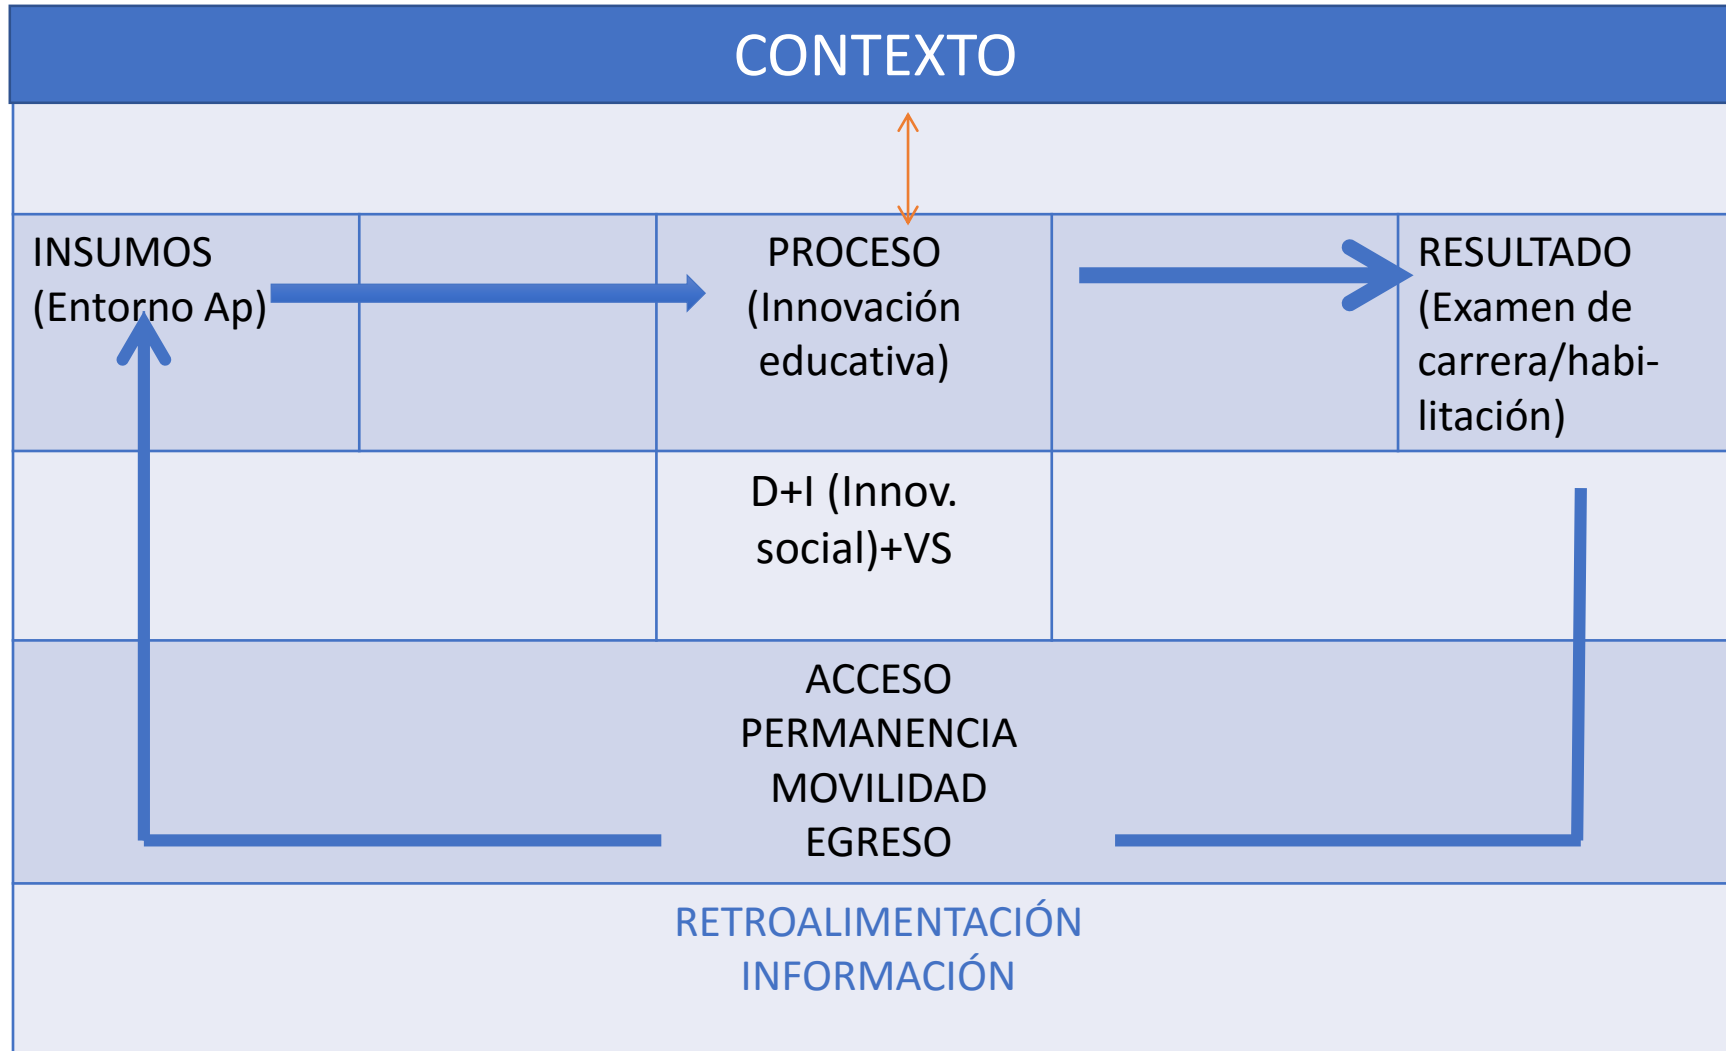 CONTEXTO
INSUMOS
(Entorno Ap)
PROCESO
(Innovación
educativa)
RESULTADO
(Examen de
carrera/habi-
litación)
D+I (Innov.
social)+VS
ACCESO
PERMANENCIA
MOVILIDAD
EGRESO
RETROALIMENTACIÓN
INFORMACIÓN